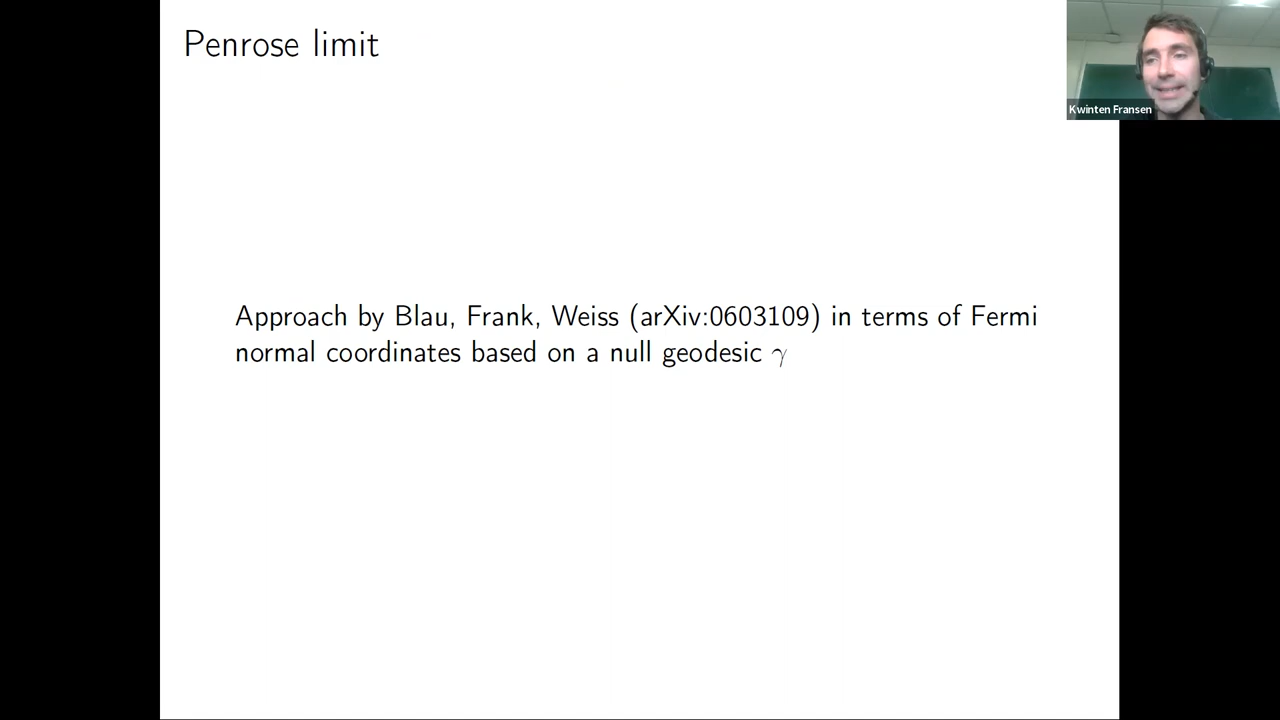 Penrose limit
Kwinten Fransen
Approach by Blau, Frank, Weiss (arXiv:0603109) in terms of Fermi
normal coordinates based on a null geodesic γ